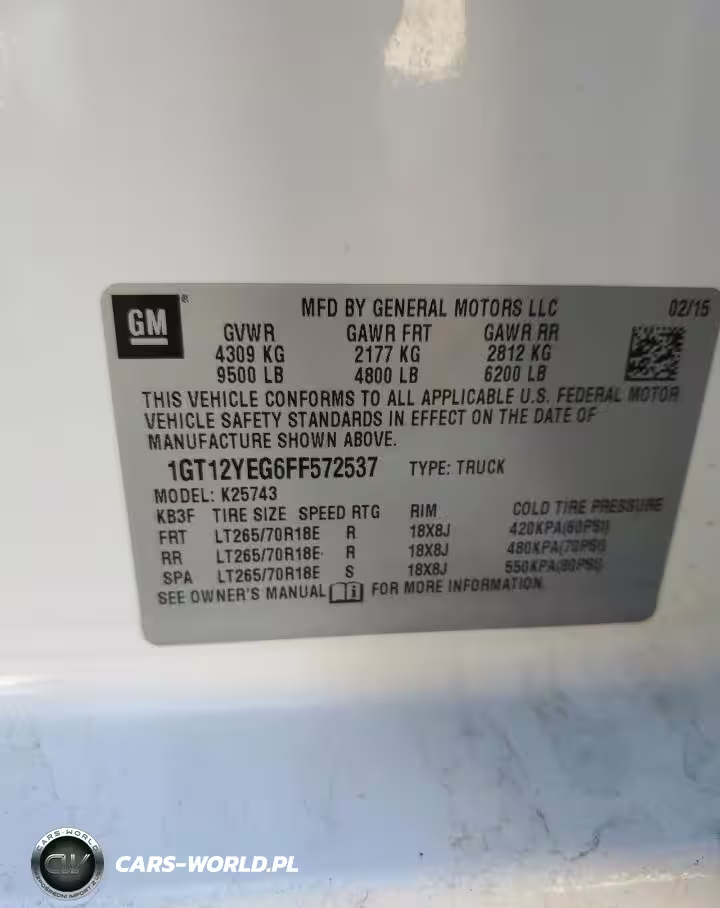 GM ®
MFD BY GENERAL MOTORS LLC 02/15
GVWR GAWR FRT GAWR RR
4309 KG 2177 KG 2812 KG
9500 LB 4800 LB 6200 LB
THIS VEHICLE CONFORMS TO ALL APPLICABLE U.S. FEDERAL MOTOR
VEHICLE SAFETY STANDARDS IN EFFECT ON THE DATE OF
MANUFACTURE SHOWN ABOVE.
1GT12YEG6FF572537 TYPE: TRUCK
MODEL: K25743
KB3F TIRE SIZE SPEED RTG RIM COLD TIRE PRESSURE
FRT LT265/70R18E R 18X8J 420KPA(60PSI)
RR LT265/70R18E R 18X8J 480KPA(70PSI)
SPA LT265/70R18E S 18X8J 550KPA(80PSI)
SEE OWNER'S MANUAL i FOR MORE INFORMATION.
CARS-WORLD
CW
CARS-WORLD.PL